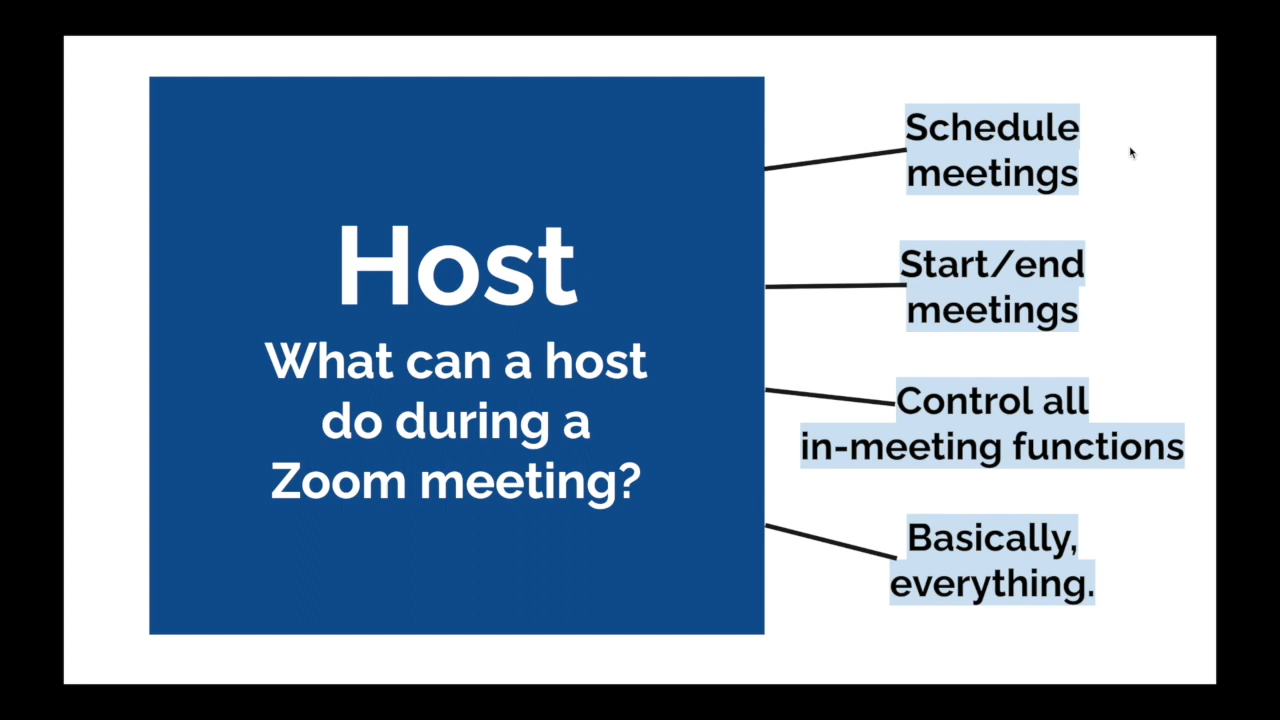 Host
What can a host
do during a
Zoom meeting?
Schedule
meetings
Start/end
meetings
Control all
in-meeting functions
Basically,
everything.